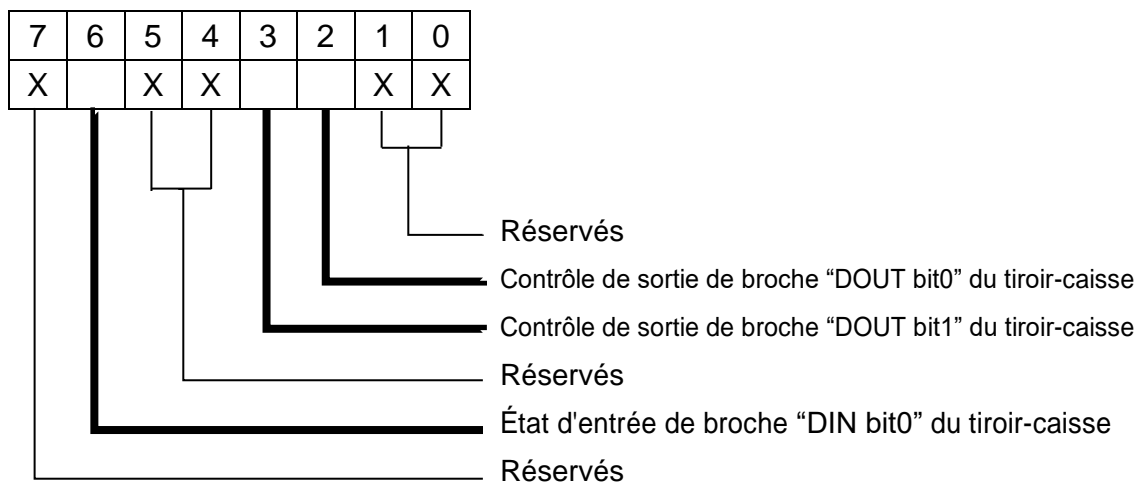 7 6 5 4 3 2 1 0
X X X X X
Réservés
Contrôle de sortie de broche “DOUT bit0” du tiroir-caisse
Contrôle de sortie de broche “DOUT bit1” du tiroir-caisse
Réservés
État d'entrée de broche “DIN bit0” du tiroir-caisse
Réservés